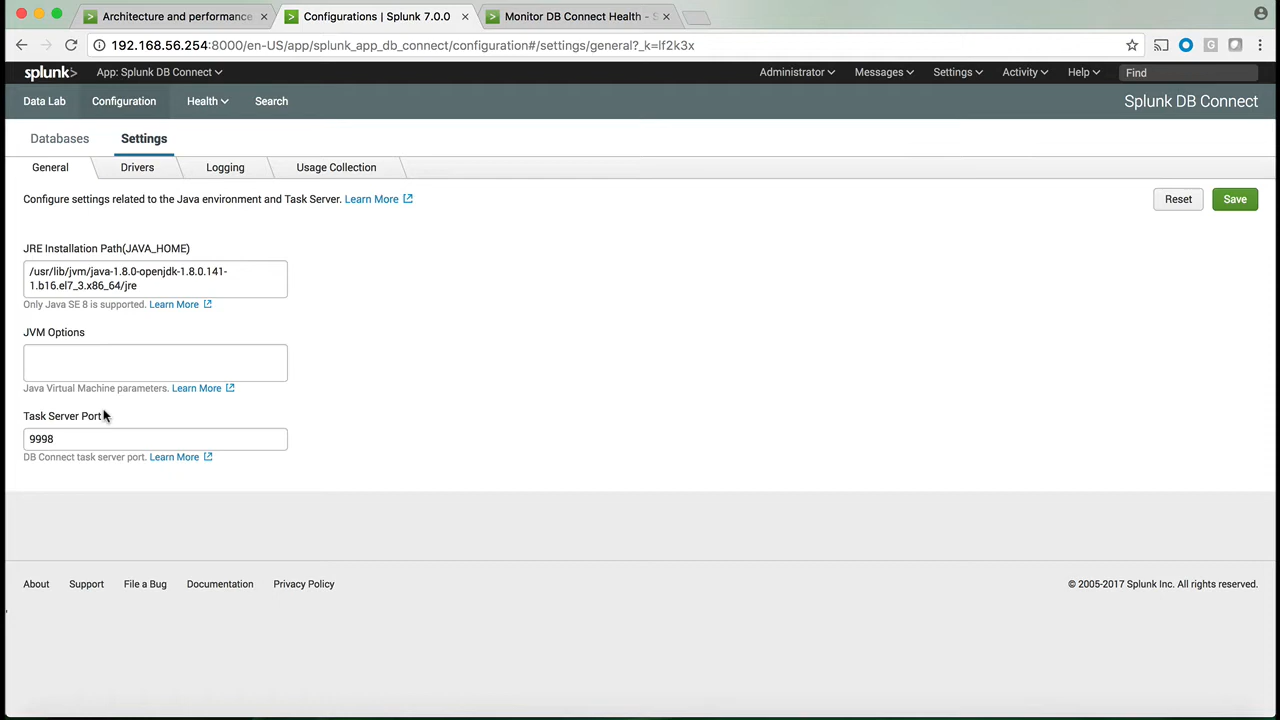 Architecture and performance
Configurations | Splunk 7.0.0
Monitor DB Connect Health - S
192.168.56.254:8000/en-US/app/splunk_app_db_connect/configuration#/settings/general?_k=lf2k3x
splunk> App: Splunk DB Connect Administrator Messages Settings Activity Help Find
Data Lab Configuration Health Search Splunk DB Connect
Databases Settings
General Drivers Logging Usage Collection
Configure settings related to the Java environment and Task Server. Learn More Reset Save
JRE Installation Path(JAVA_HOME)
/usr/lib/jvm/java-1.8.0-openjdk-1.8.0.141-
1.b16.el7_3.x86_64/jre
Only Java SE 8 is supported. Learn More
JVM Options
Java Virtual Machine parameters. Learn More
Task Server Port
9998
DB Connect task server port. Learn More
About Support File a Bug Documentation Privacy Policy © 2005-2017 Splunk Inc. All rights reserved.